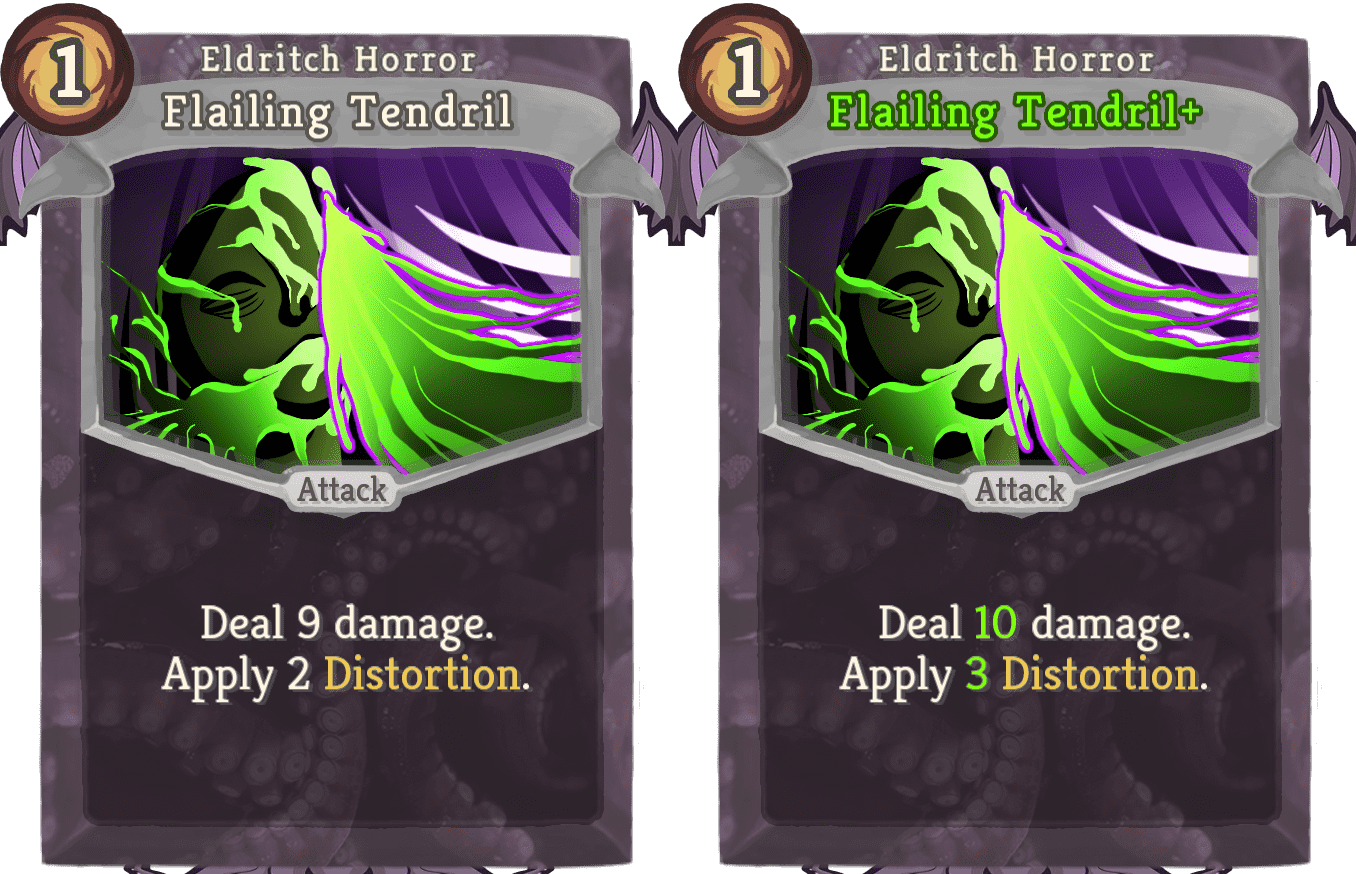 1
Eldritch Horror
Flailing Tendril
Attack
Deal 9 damage.
Apply 2 Distortion.
1
Eldritch Horror
Flailing Tendril+
Attack
Deal 10 damage.
Apply 3 Distortion.